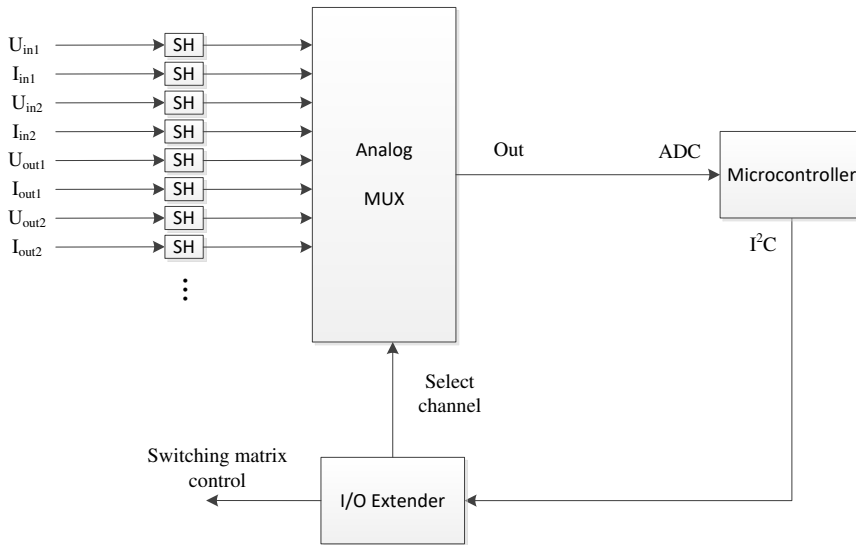 U_in1
SH
I_in1
SH
U_in2
SH
I_in2
SH
U_out1
SH
I_out1
SH
U_out2
SH
I_out2
SH
⋮
Analog
MUX
Out
ADC
Microcontroller
I²C
Select
channel
Switching matrix
control
I/O Extender